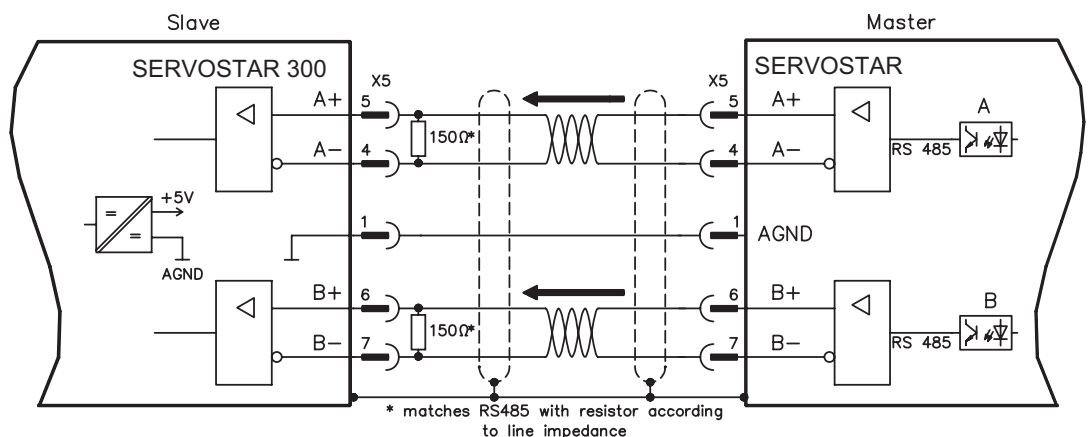 Slave
Master
SERVOSTAR 300
SERVOSTAR
X5
X5
A+
5
5
A+
A
150Ω*
RS 485
A-
4
4
A-
+5V
=
=
1
1
AGND
AGND
B+
6
6
B+
B
150Ω*
RS 485
B-
7
7
B-
* matches RS485 with resistor according
to line impedance